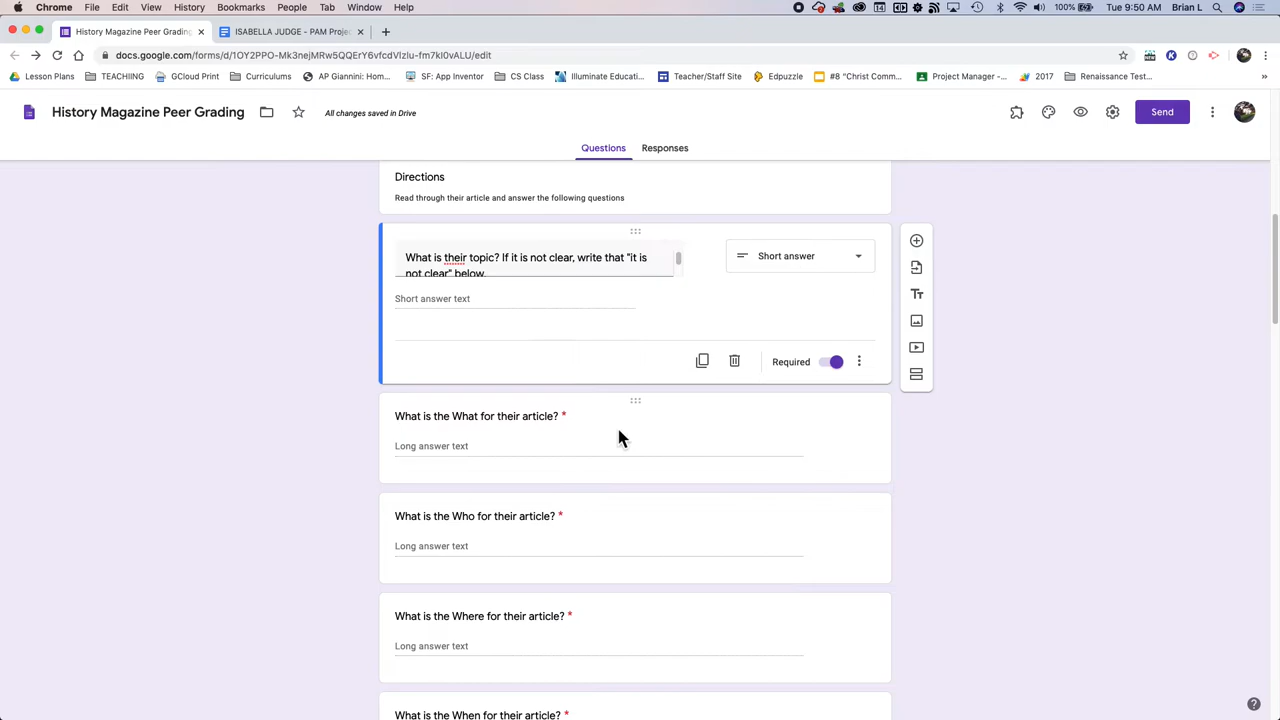 Chrome File Edit View History Bookmarks People Tab Window Help 100% Tue 9:50 AM Brian L
History Magazine Peer Grading × ISABELLA JUDGE - PAM Proje × +
docs.google.com/forms/d/1OY2PPO-Mk3nejMRw5QQErY6vfcdVlzlu-fm7kI0vALU/edit
Lesson Plans TEACHIING GCloud Print Curriculums AP Giannini: Hom... SF: App Inventor CS Class Illuminate Educati... Teacher/Staff Site Edpuzzle #8 "Christ Comm... Project Manager -... 2017 Renaissance Test... »
History Magazine Peer Grading All changes saved in Drive Send
Questions Responses
Directions
Read through their article and answer the following questions
What is their topic? If it is not clear, write that "it is
not clear" below.
Short answer
Short answer text
Required
What is the What for their article? *
Long answer text
What is the Who for their article? *
Long answer text
What is the Where for their article? *
Long answer text
What is the When for their article? *